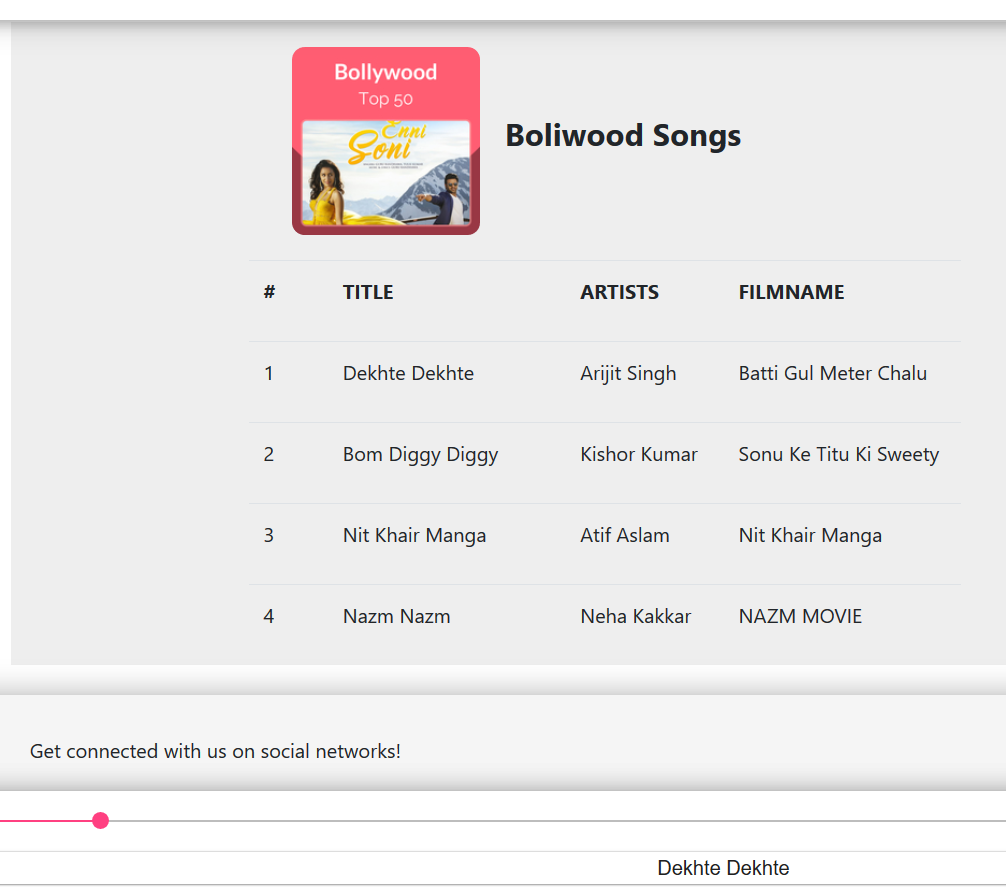 Bollywood
Top 50
Enni
Soni
Boliwood Songs
# TITLE ARTISTS FILMNAME
1 Dekhte Dekhte Arijit Singh Batti Gul Meter Chalu
2 Bom Diggy Diggy Kishor Kumar Sonu Ke Titu Ki Sweety
3 Nit Khair Manga Atif Aslam Nit Khair Manga
4 Nazm Nazm Neha Kakkar NAZM MOVIE
Get connected with us on social networks!
Dekhte Dekhte